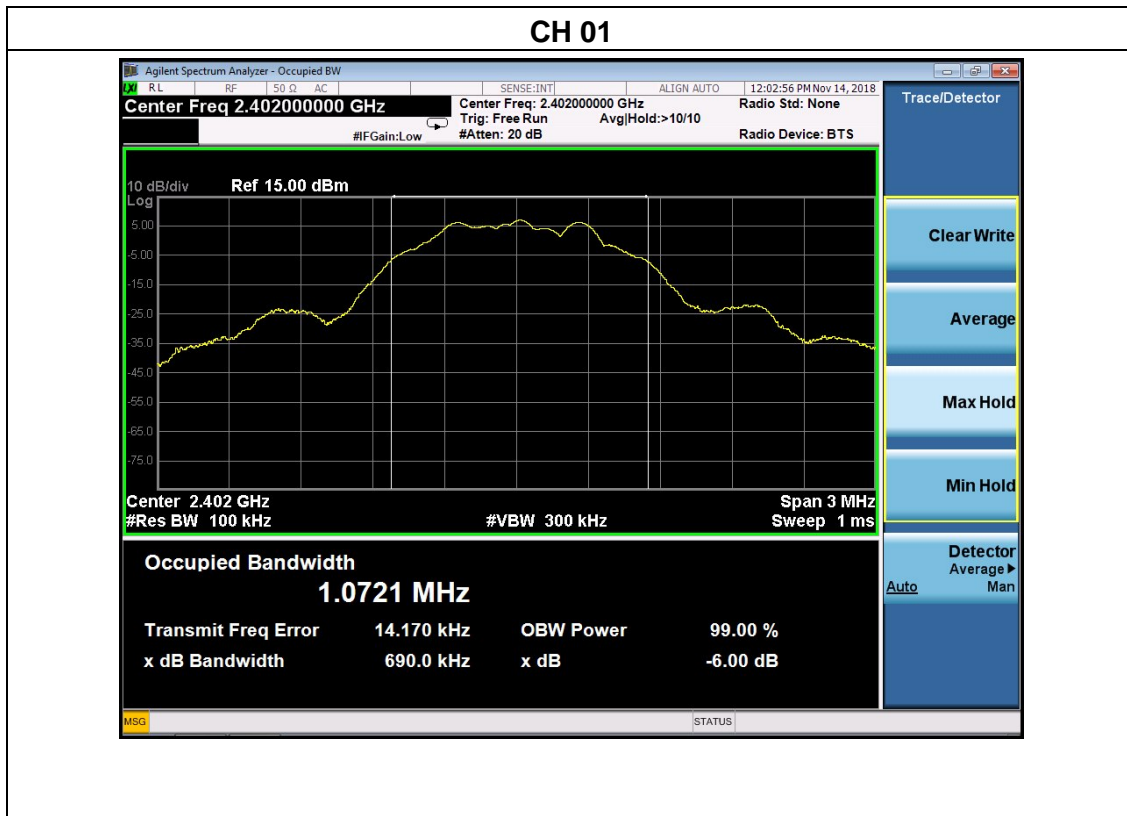 CH 01
Agilent Spectrum Analyzer - Occupied BW
LXI RL RF 50 Ω AC SENSE:INT ALIGN AUTO 12:02:56 PM Nov 14, 2018
Center Freq 2.402000000 GHz
Center Freq: 2.402000000 GHz
Radio Std: None
Trig: Free Run Avg|Hold:>10/10
#IFGain:Low
#Atten: 20 dB
Radio Device: BTS
10 dB/div Ref 15.00 dBm
Log
5.00
-5.00
-15.0
-25.0
-35.0
-45.0
-55.0
-65.0
-75.0
Center 2.402 GHz Span 3 MHz
#Res BW 100 kHz #VBW 300 kHz Sweep 1 ms
Occupied Bandwidth
1.0721 MHz
Transmit Freq Error 14.170 kHz OBW Power 99.00 %
x dB Bandwidth 690.0 kHz x dB -6.00 dB
MSG STATUS
Trace/Detector
Clear Write
Average
Max Hold
Min Hold
Detector
Average
Auto Man